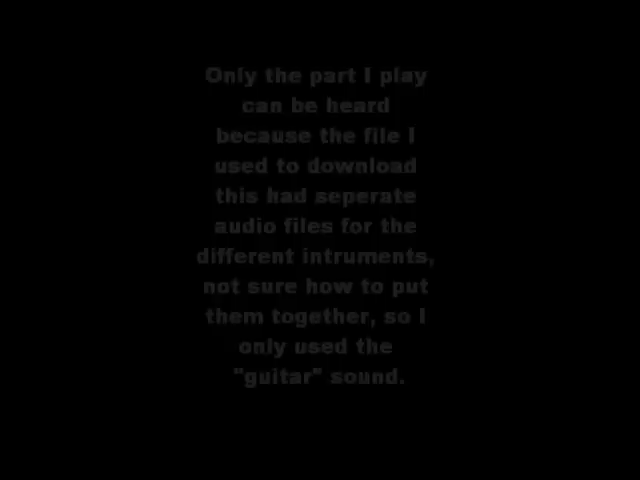 Only the part I play
can be heard
because the file I
used to download
this had seperate
audio files for the
different intruments,
not sure how to put
them together, so I
only used the
"guitar" sound.